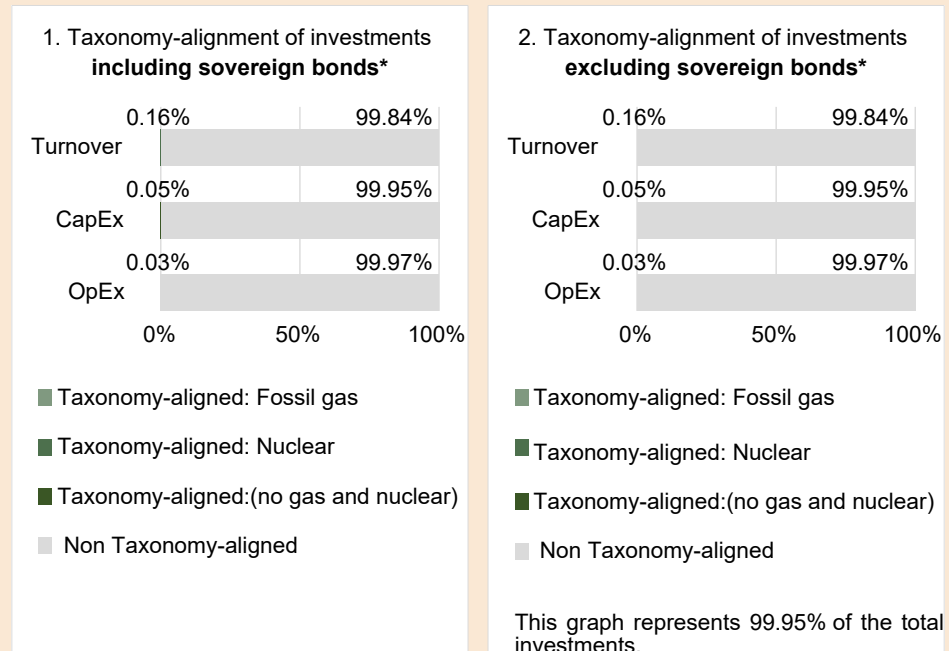 1. Taxonomy-alignment of investments
including sovereign bonds*
0.16% 99.84%
Turnover
0.05% 99.95%
CapEx
0.03% 99.97%
OpEx
0% 50% 100%
Taxonomy-aligned: Fossil gas
Taxonomy-aligned: Nuclear
Taxonomy-aligned:(no gas and nuclear)
Non Taxonomy-aligned
2. Taxonomy-alignment of investments
excluding sovereign bonds*
0.16% 99.84%
Turnover
0.05% 99.95%
CapEx
0.03% 99.97%
OpEx
0% 50% 100%
Taxonomy-aligned: Fossil gas
Taxonomy-aligned: Nuclear
Taxonomy-aligned:(no gas and nuclear)
Non Taxonomy-aligned
This graph represents 99.95% of the total
investments.